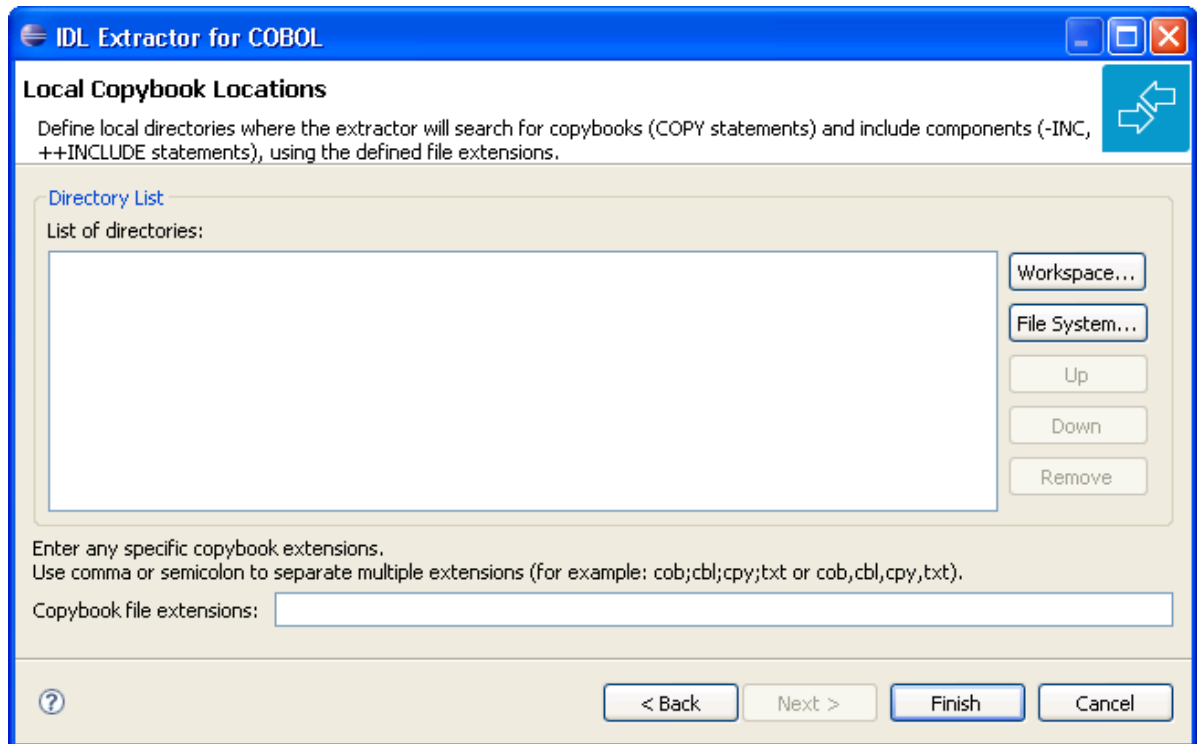 IDL Extractor for COBOL
Local Copybook Locations
Define local directories where the extractor will search for copybooks (COPY statements) and include components (-INC,
++INCLUDE statements), using the defined file extensions.
Directory List
List of directories:
Workspace...
File System...
Up
Down
Remove
Enter any specific copybook extensions.
Use comma or semicolon to separate multiple extensions (for example: cob;cbl;cpy;txt or cob,cbl,cpy,txt).
Copybook file extensions:
?
< Back
Next >
Finish
Cancel